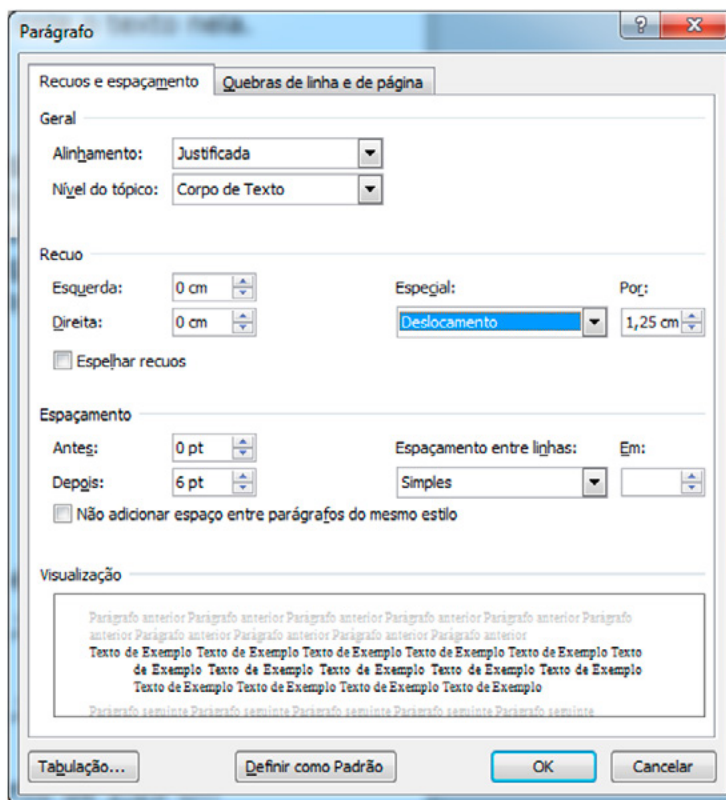 o texto nela.
Parágrafo
Recuos e espaçamento Quebras de linha e de página
Geral
Alinhamento: Justificada
Nível do tópico: Corpo de Texto
Recuo
Esquerda: 0 cm Especial: Por:
Direita: 0 cm Deslocamento 1,25 cm
Espelhar recuos
Espaçamento
Antes: 0 pt Espaçamento entre linhas: Em:
Depois: 6 pt Simples
Não adicionar espaço entre parágrafos do mesmo estilo
Visualização
Parágrafo anterior Parágrafo anterior Parágrafo anterior Parágrafo anterior Parágrafo anterior Parágrafo
anterior Parágrafo anterior Parágrafo anterior Parágrafo anterior Parágrafo anterior
Texto de Exemplo Texto de Exemplo Texto de Exemplo Texto de Exemplo Texto de Exemplo Texto
de Exemplo Texto de Exemplo Texto de Exemplo Texto de Exemplo Texto de Exemplo
Texto de Exemplo Texto de Exemplo Texto de Exemplo Texto de Exemplo
Parágrafo seguinte Parágrafo seguinte Parágrafo seguinte Parágrafo seguinte Parágrafo seguinte
Tabulação... Definir como Padrão OK Cancelar